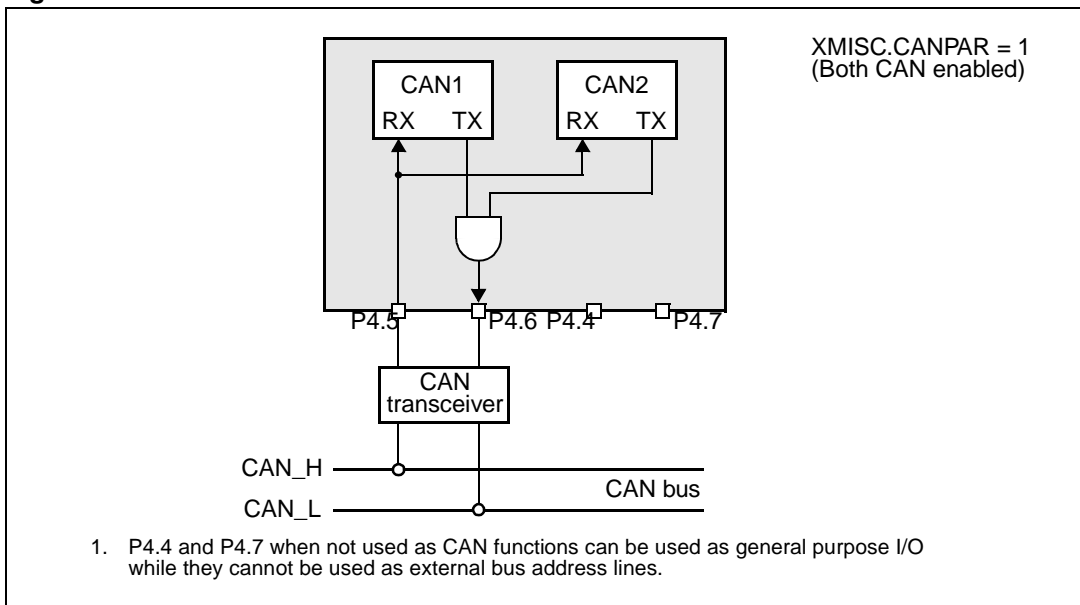 XMISC.CANPAR = 1
(Both CAN enabled)
CAN1
RX TX
CAN2
RX TX
P4.5
P4.6
P4.4
P4.7
CAN
transceiver
CAN_H
CAN bus
CAN_L
1. P4.4 and P4.7 when not used as CAN functions can be used as general purpose I/O
while they cannot be used as external bus address lines.